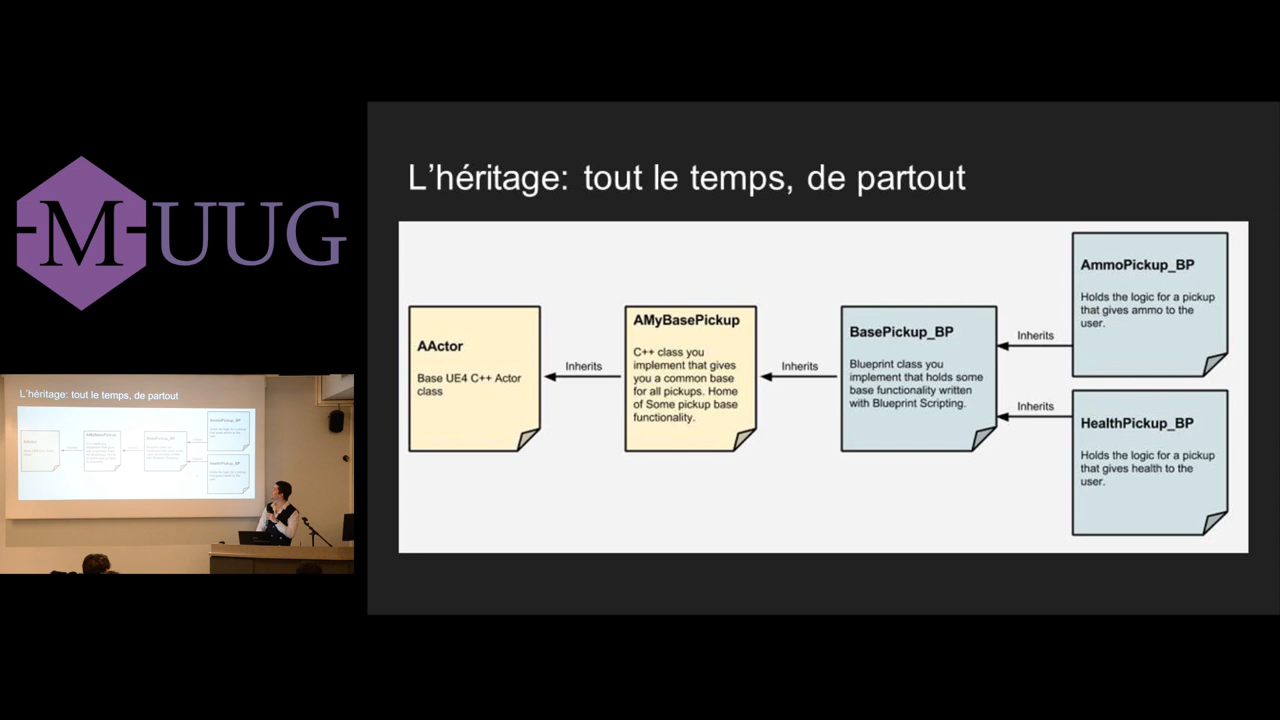 MUUG
L'héritage: tout le temps, de partout
AActor
Base UE4 C++ Actor
class
Inherits
AMyBasePickup
C++ class you
implement that gives
you a common base
for all pickups. Home
of Some pickup base
functionality.
Inherits
BasePickup_BP
Blueprint class you
implement that holds some
base functionality written
with Blueprint Scripting.
Inherits
AmmoPickup_BP
Holds the logic for a pickup
that gives ammo to the
user.
Inherits
HealthPickup_BP
Holds the logic for a pickup
that gives health to the
user.
L'héritage: tout le temps, de partout